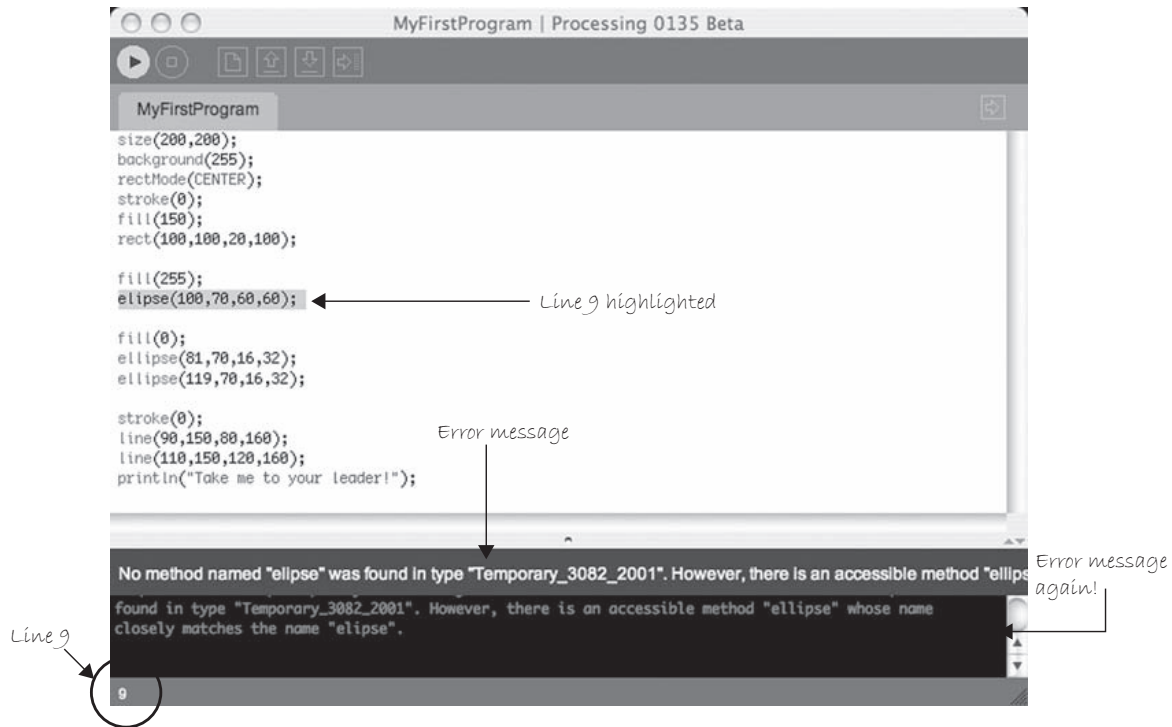 MyFirstProgram | Processing 0135 Beta
MyFirstProgram
size(200,200);
background(255);
rectMode(CENTER);
stroke(0);
fill(150);
rect(100,100,20,100);
fill(255);
elipse(100,70,60,60);
Line 9 highlighted
fill(0);
ellipse(81,70,16,32);
ellipse(119,70,16,32);
stroke(0);
line(90,150,80,160);
line(110,150,120,160);
println("Take me to your leader!");
Error message
No method named "elipse" was found in type "Temporary_3082_2001". However, there is an accessible method "ellips
Error message
again!
found in type "Temporary_3082_2001". However, there is an accessible method "ellipse" whose name
closely matches the name "elipse".
Line 9
9